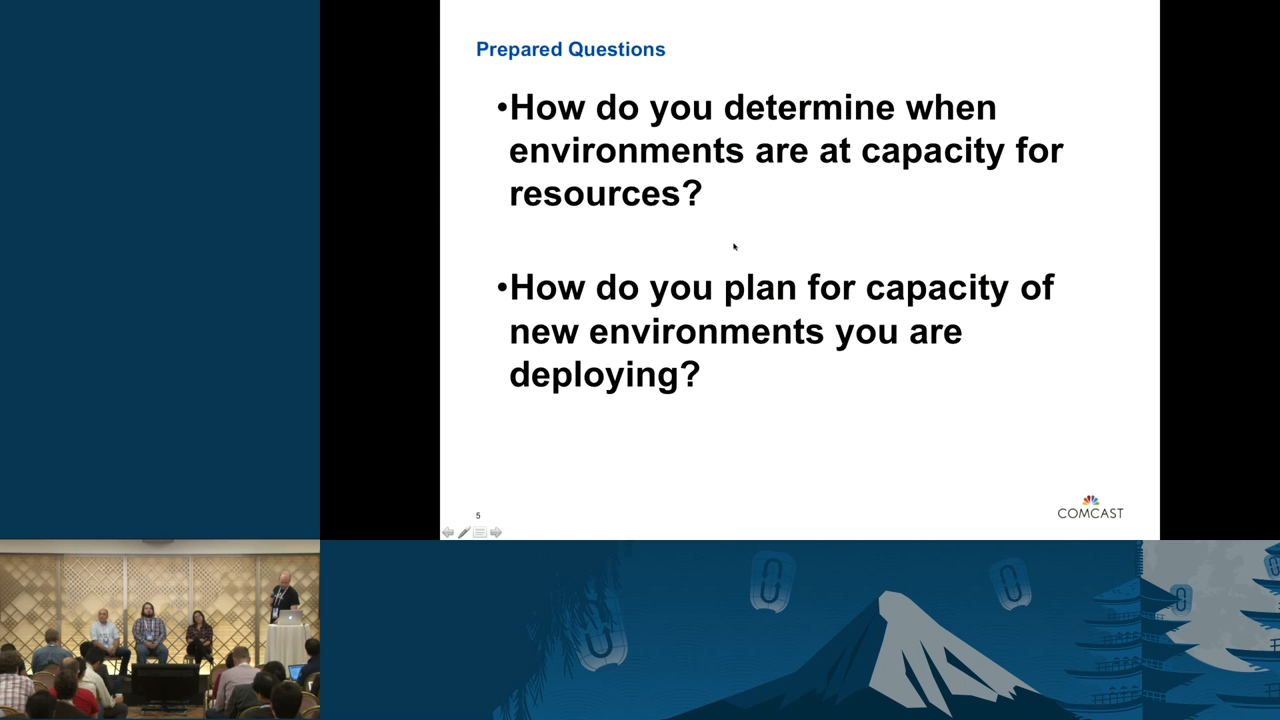 Prepared Questions
•How do you determine when
environments are at capacity for
resources?
•How do you plan for capacity of
new environments you are
deploying?
5
COMCAST